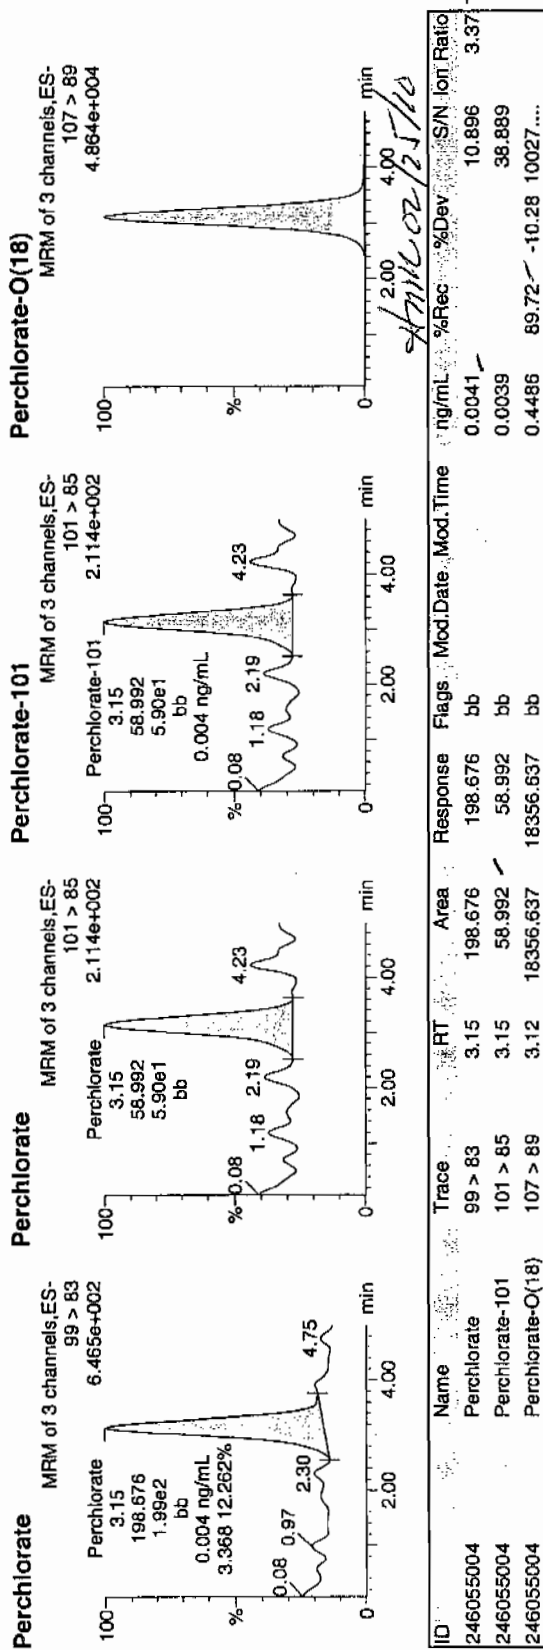 Perchlorate
MRM of 3 channels,ES-
99 > 83
6.465e+002
100
Perchlorate
3.15
198.676
1.99e2
bb
0.004 ng/mL
3.368 12.262%
%
0.08
0.97
2.30
4.75
0
2.00
4.00
min
Perchlorate
MRM of 3 channels,ES-
101 > 85
2.114e+002
100
Perchlorate
3.15
58.992
5.90e1
bb
%
0.08
1.18
2.19
4.23
0
2.00
4.00
min
Perchlorate-101
MRM of 3 channels,ES-
101 > 85
2.114e+002
100
Perchlorate-101
3.15
58.992
5.90e1
bb
0.004 ng/mL
%
0.08
1.18
2.19
4.23
0
2.00
4.00
min
Perchlorate-O(18)
MRM of 3 channels,ES-
107 > 89
4.864e+004
100
%
0
2.00
4.00
min
02/25/10
ID Name Trace RT Area Response Flags Mod.Date Mod.Time ng/mL %Rec %Dev S/N Ion Ratio
246055004 Perchlorate 99 > 83 3.15 198.676 198.676 bb 0.0041 10.896 3.37
246055004 Perchlorate-101 101 > 85 3.15 58.992 58.992 bb 0.0039 38.889
246055004 Perchlorate-O(18) 107 > 89 3.12 18356.637 18356.637 bb 0.4486 89.72 -10.28 10027....